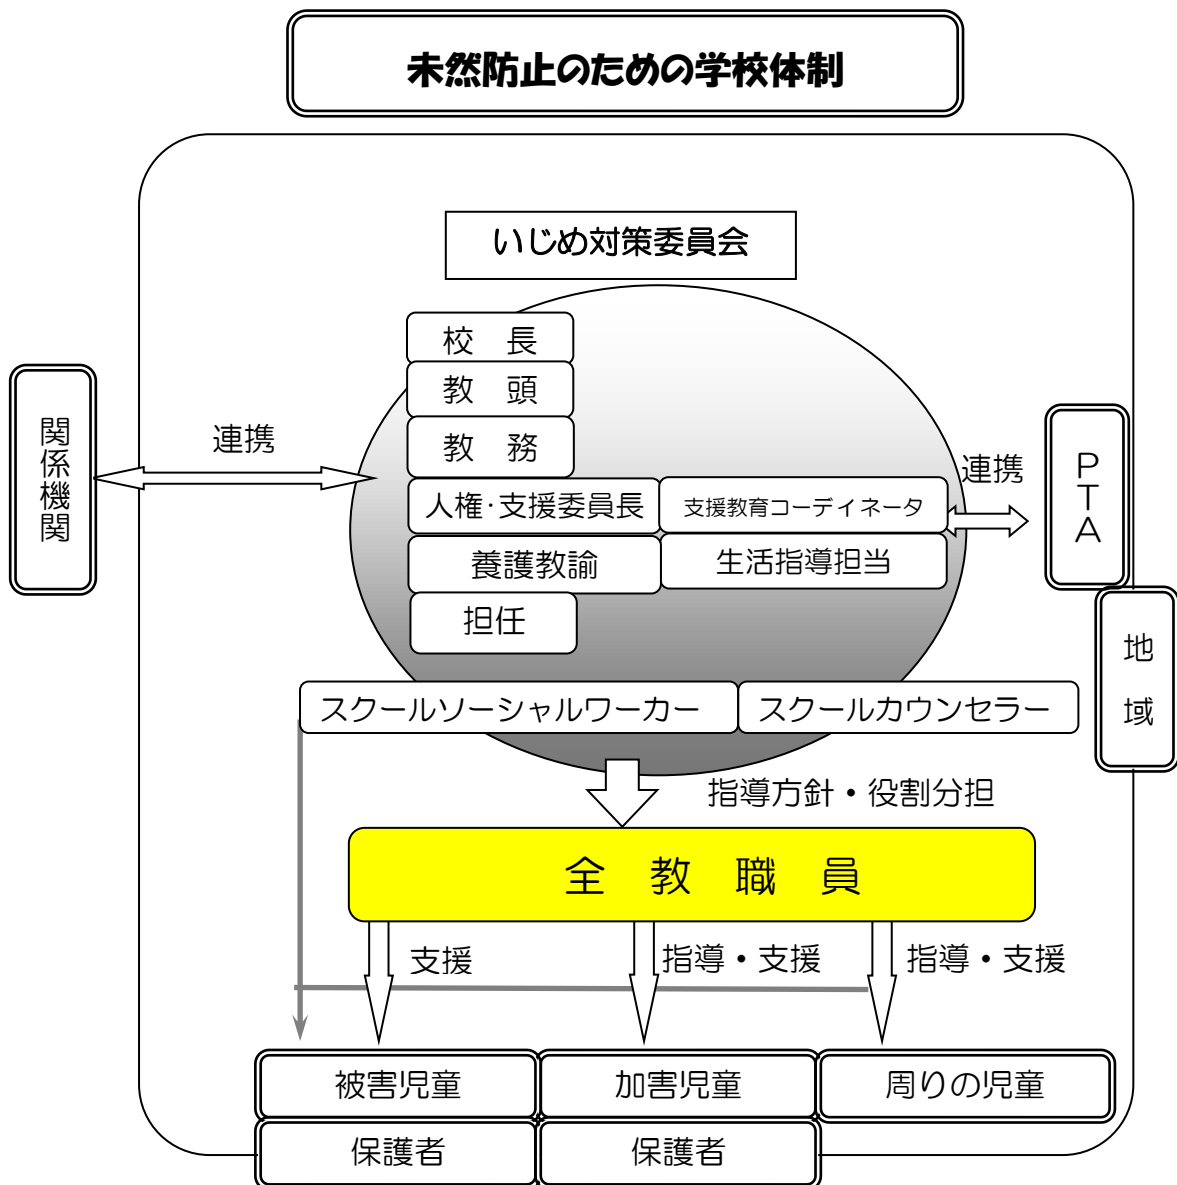 未然防止のための学校体制
いじめ対策委員会
校　長
教　頭
教　務
人権・支援委員長
支援教育コーデイネータ
養護教諭
生活指導担当
担任
スクールソーシャルワーカー
スクールカウンセラー
関係機関
連携
連携
PTA
地域
指導方針・役割分担
全　教　職　員
支援
指導・支援
指導・支援
被害児童
加害児童
周りの児童
保護者
保護者